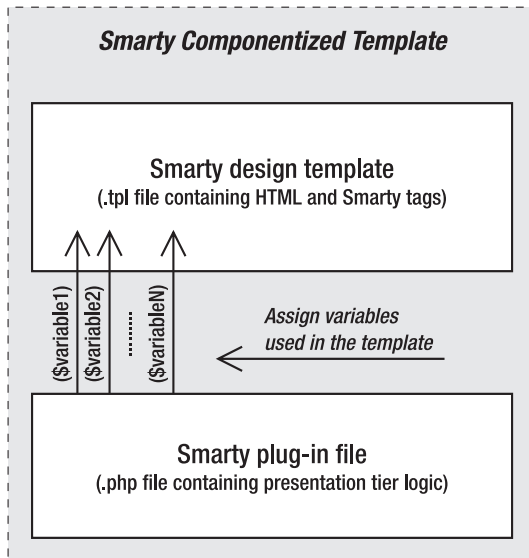 Smarty Componentized Template
Smarty design template
(.tpl file containing HTML and Smarty tags)
($variable1)
($variable2)
..........
($variableN)
Assign variables
used in the template
Smarty plug-in file
(.php file containing presentation tier logic)